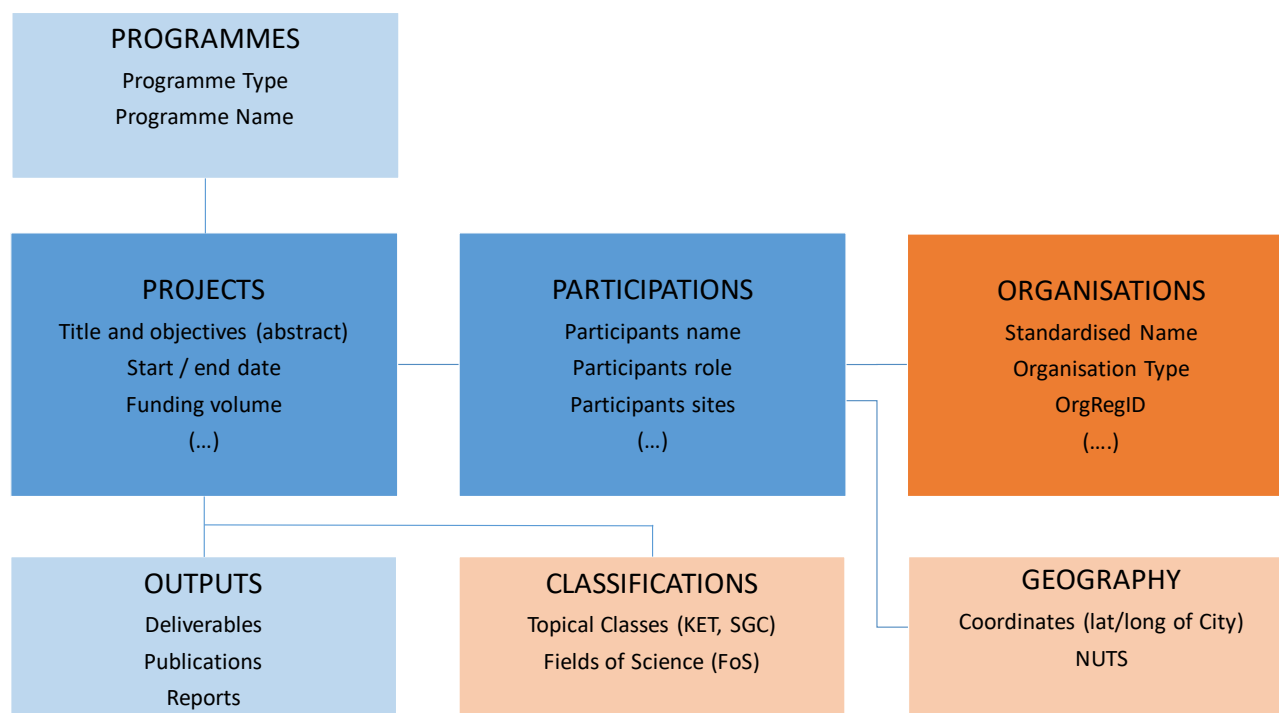 PROGRAMMES
Programme Type
Programme Name
PROJECTS
Title and objectives (abstract)
Start / end date
Funding volume
(...)
PARTICIPATIONS
Participants name
Participants role
Participants sites
(...)
ORGANISATIONS
Standardised Name
Organisation Type
OrgRegID
(....)
OUTPUTS
Deliverables
Publications
Reports
CLASSIFICATIONS
Topical Classes (KET, SGC)
Fields of Science (FoS)
GEOGRAPHY
Coordinates (lat/long of City)
NUTS